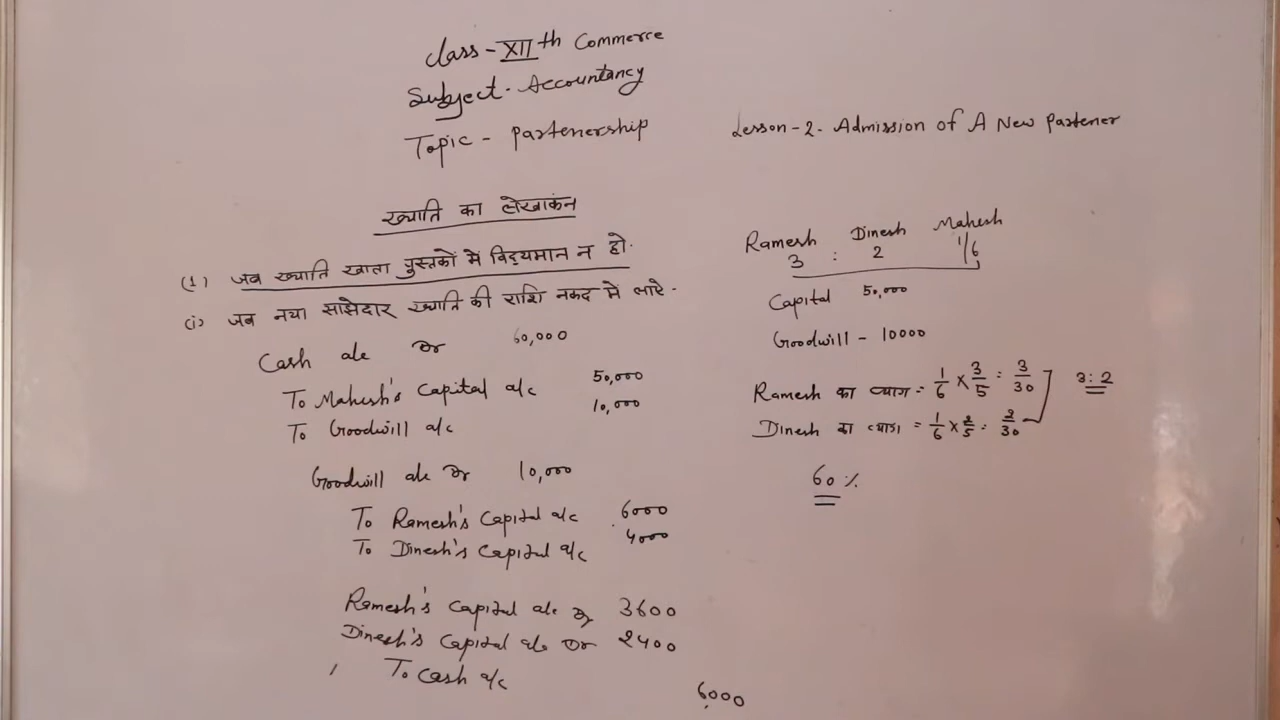 Class - XIIth Commerce
Subject - Accountancy
Topic - Partenership
Lesson - 2. Admission of A New Partener
ख्याति का लेखाकंन
(1) जब ख्याति खाता पुस्तकों में विद्यमान न हो.
(i) जब नया साझेदार ख्याति की राशि नकद में लाऐ -
Cash a/c Dr 60,000
To Mahesh's Capital a/c 50,000
To Goodwill a/c 10,000
Goodwill a/c Dr 10,000
To Ramesh's Capital a/c 6000
To Dinesh's Capital a/c 4000
Ramesh's Capital a/c Dr 3600
Dinesh's Capital a/c Dr 2400
To Cash a/c
6000
Ramesh Dinesh Mahesh
3 : 2 1/6
Capital 50,000
Goodwill - 10000
Ramesh का त्याग = 1/6 × 3/5 = 3/30
Dinesh का त्याग = 1/6 × 2/5 = 2/30
3:2
60 %